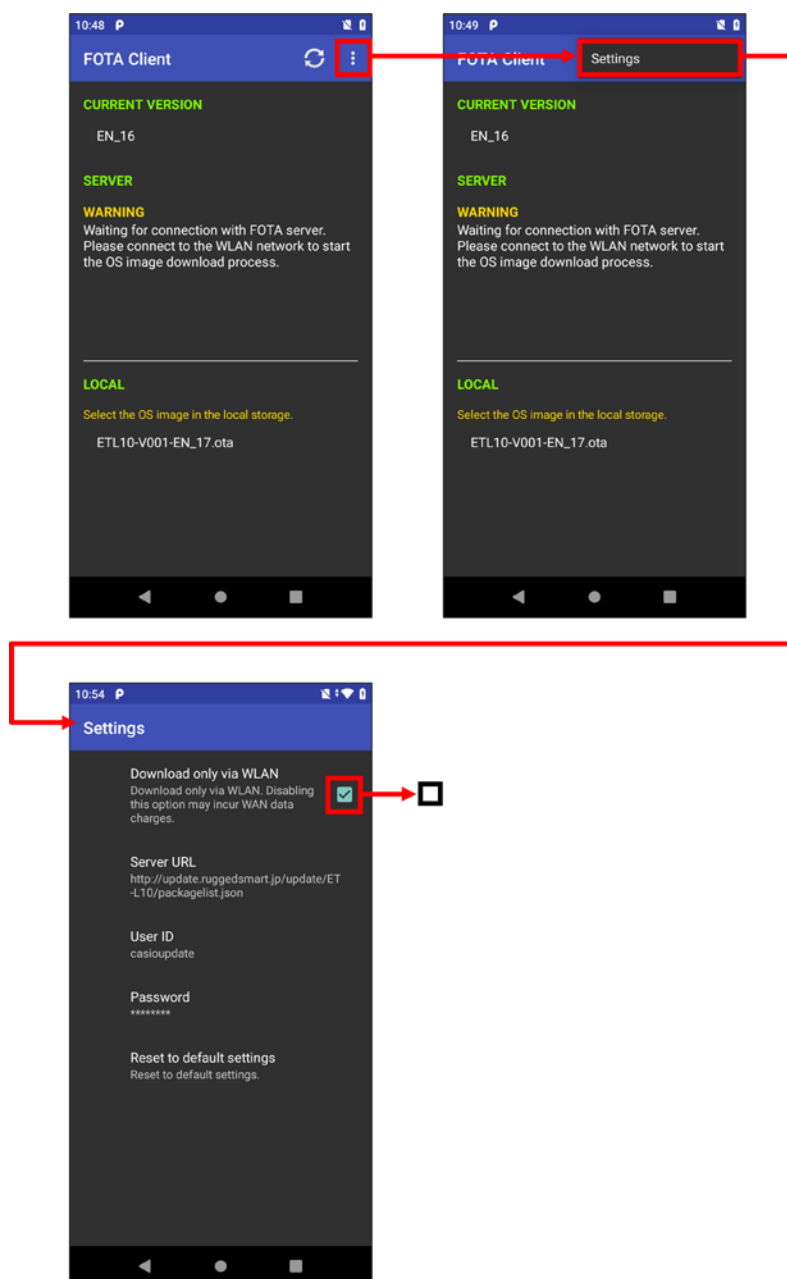 10:48
FOTA Client
CURRENT VERSION
EN_16
SERVER
WARNING
Waiting for connection with FOTA server.
Please connect to the WLAN network to start
the OS image download process.
LOCAL
Select the OS image in the local storage.
ETL10-V001-EN_17.ota
10:49
FOTA Client
Settings
CURRENT VERSION
EN_16
SERVER
WARNING
Waiting for connection with FOTA server.
Please connect to the WLAN network to start
the OS image download process.
LOCAL
Select the OS image in the local storage.
ETL10-V001-EN_17.ota
10:54
Settings
Download only via WLAN
Download only via WLAN. Disabling
this option may incur WAN data
charges.
Server URL
http://update.ruggedsmart.jp/update/ET
-L10/packagelist.json
User ID
casioupdate
Password
********
Reset to default settings
Reset to default settings.